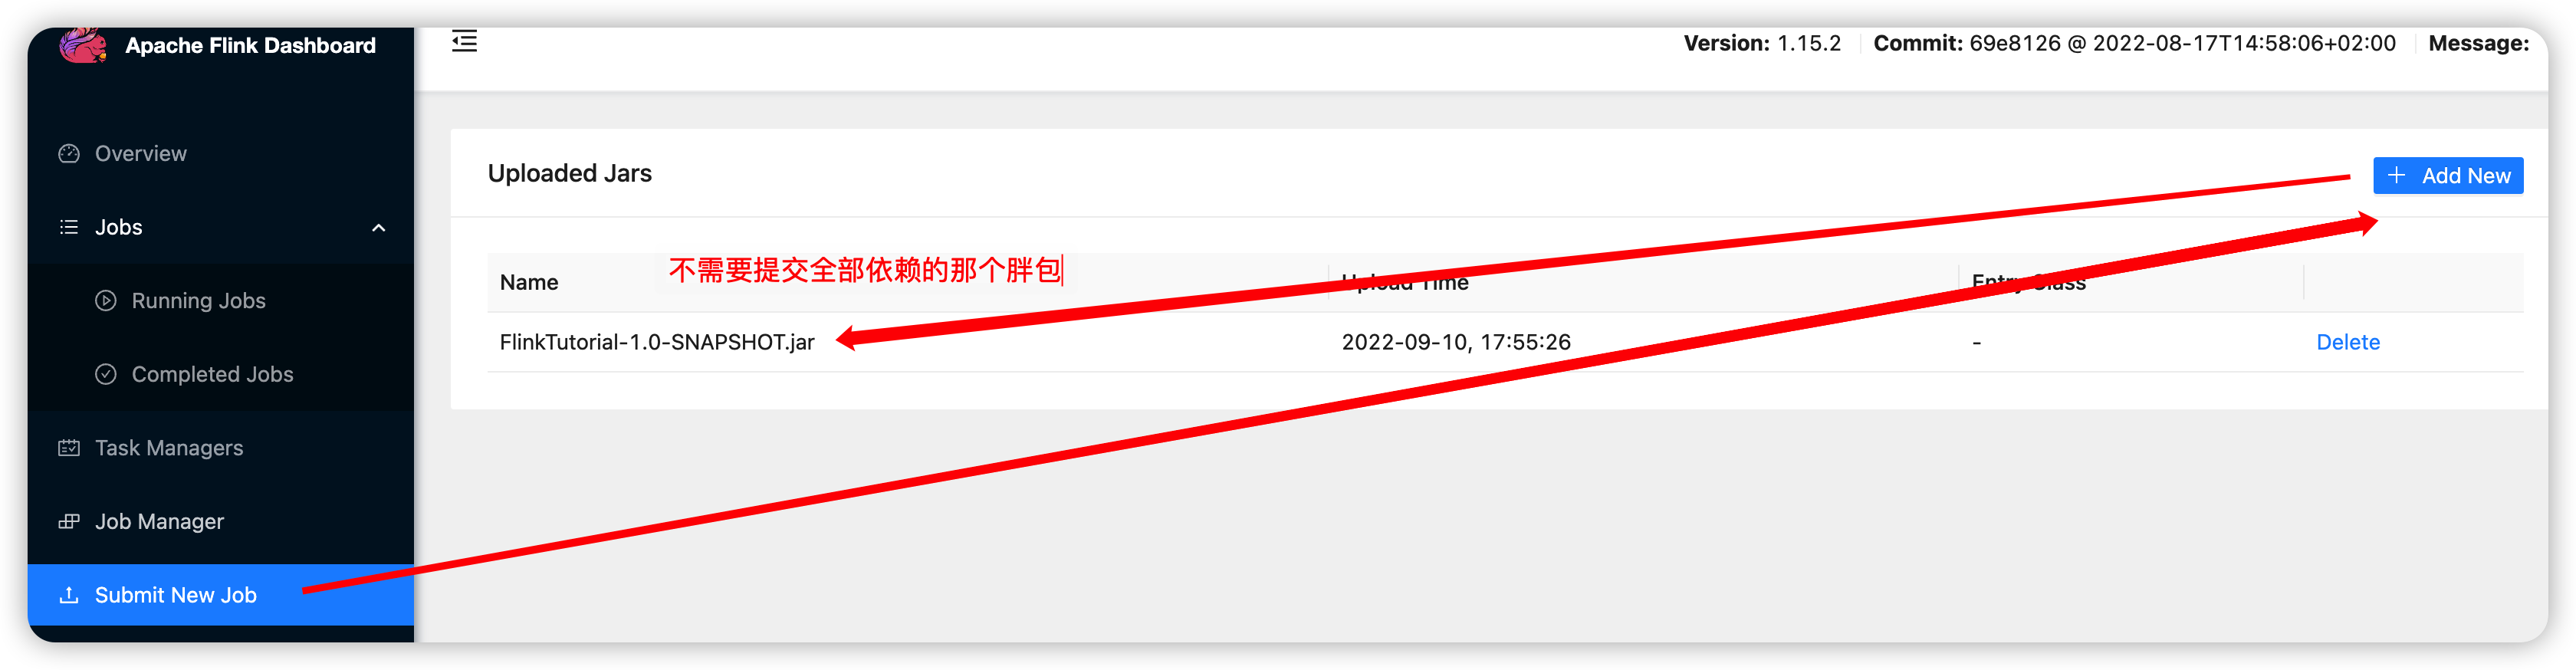 Apache Flink Dashboard
Version: 1.15.2 Commit: 69e8126 @ 2022-08-17T14:58:06+02:00 Message:
Overview
Jobs
Running Jobs
Completed Jobs
Task Managers
Job Manager
Submit New Job
Uploaded Jars
+ Add New
不需要提交全部依赖的那个胖包
Name Upload Time Entry Class
FlinkTutorial-1.0-SNAPSHOT.jar 2022-09-10, 17:55:26 - Delete